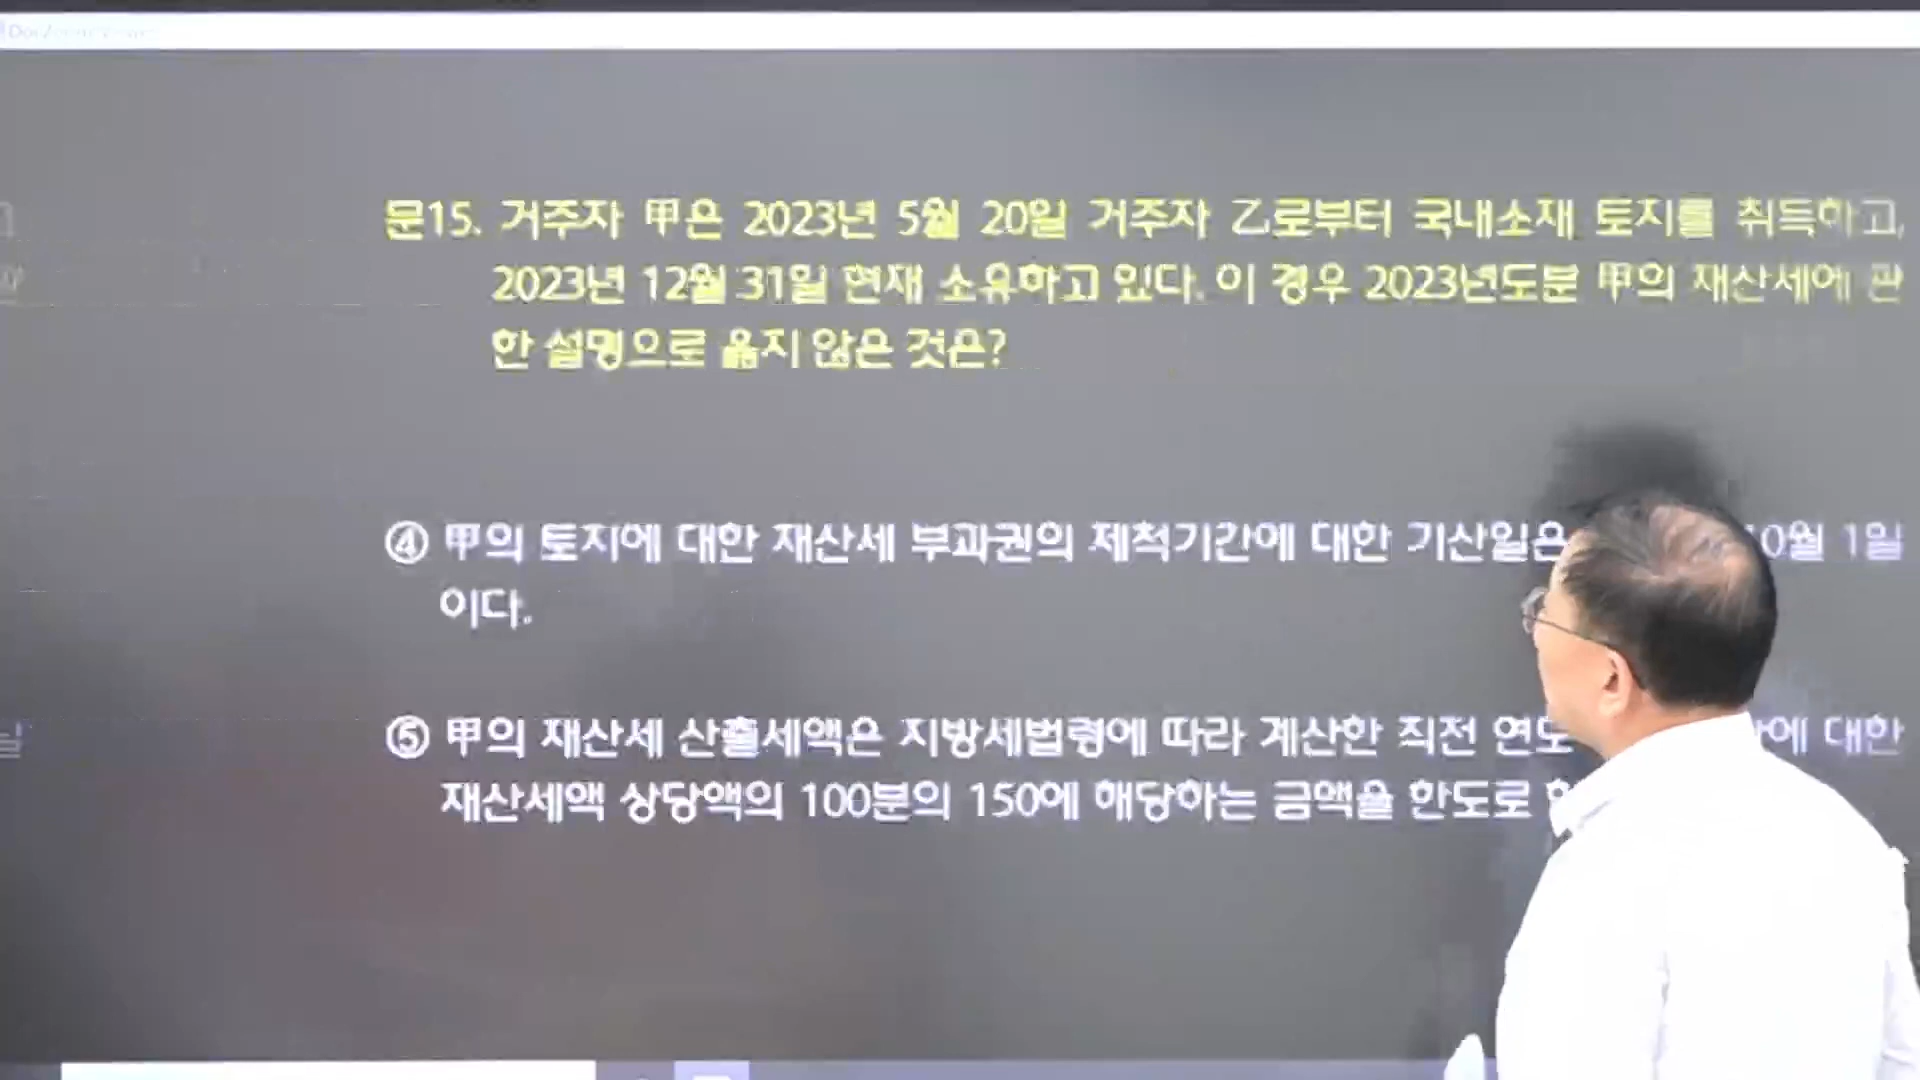 문15. 거주자 甲은 2023년 5월 20일 거주자 乙로부터 국내소재 토지를 취득하고,
2023년 12월 31일 현재 소유하고 있다. 이 경우 2023년도분 甲의 재산세에 관
한 설명으로 옳지 않은 것은?
④ 甲의 토지에 대한 재산세 부과권의 제척기간에 대한 기산일은 10월 1일
이다.
⑤ 甲의 재산세 산출세액은 지방세법령에 따라 계산한 직전 연도 에 대한
재산세액 상당액의 100분의 150에 해당하는 금액을 한도로